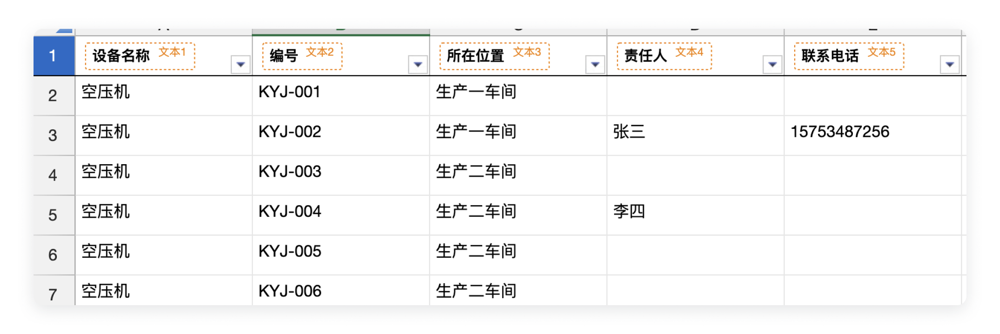 1 设备名称 文本1 编号 文本2 所在位置 文本3 责任人 文本4 联系电话 文本5
2 空压机 KYJ-001 生产一车间
3 空压机 KYJ-002 生产一车间 张三 15753487256
4 空压机 KYJ-003 生产二车间
5 空压机 KYJ-004 生产二车间 李四
6 空压机 KYJ-005 生产二车间
7 空压机 KYJ-006 生产二车间